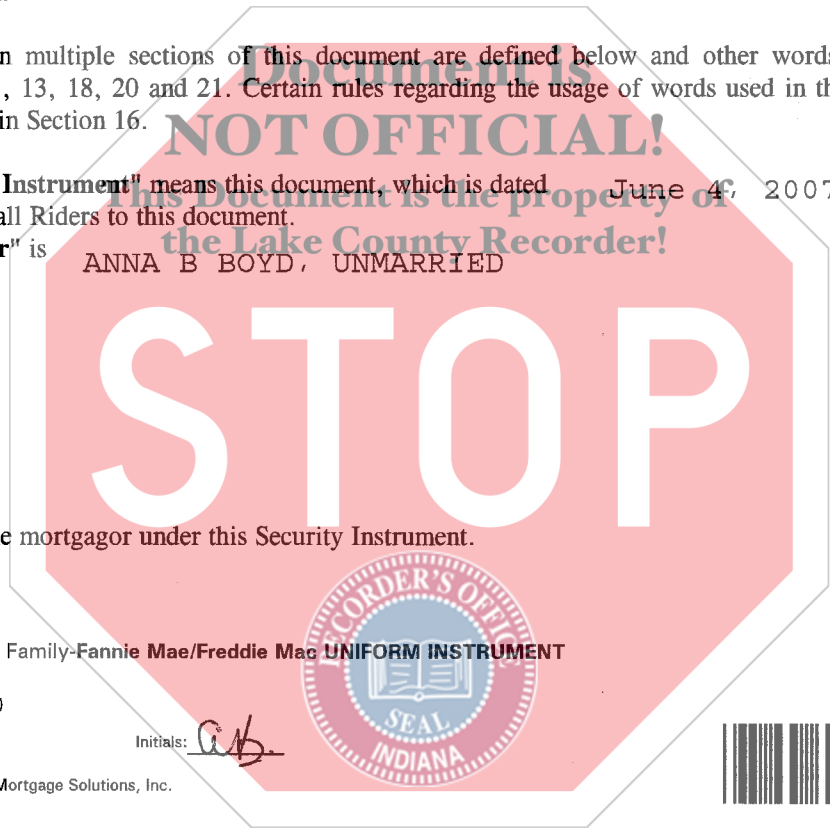 n multiple sections of this document are defined below and other words
, 13, 18, 20 and 21. Certain rules regarding the usage of words used in th
in Section 16.
Document is
NOT OFFICIAL!
This Document is the property of
the Lake County Recorder!
Instrument" means this document, which is dated June 4, 2007
all Riders to this document.
r" is ANNA B BOYD, UNMARRIED
STOP
e mortgagor under this Security Instrument.
RECORDER'S OFFICE
SEAL
INDIANA
Family-Fannie Mae/Freddie Mac UNIFORM INSTRUMENT
)
Initials: AB.
Mortgage Solutions, Inc.